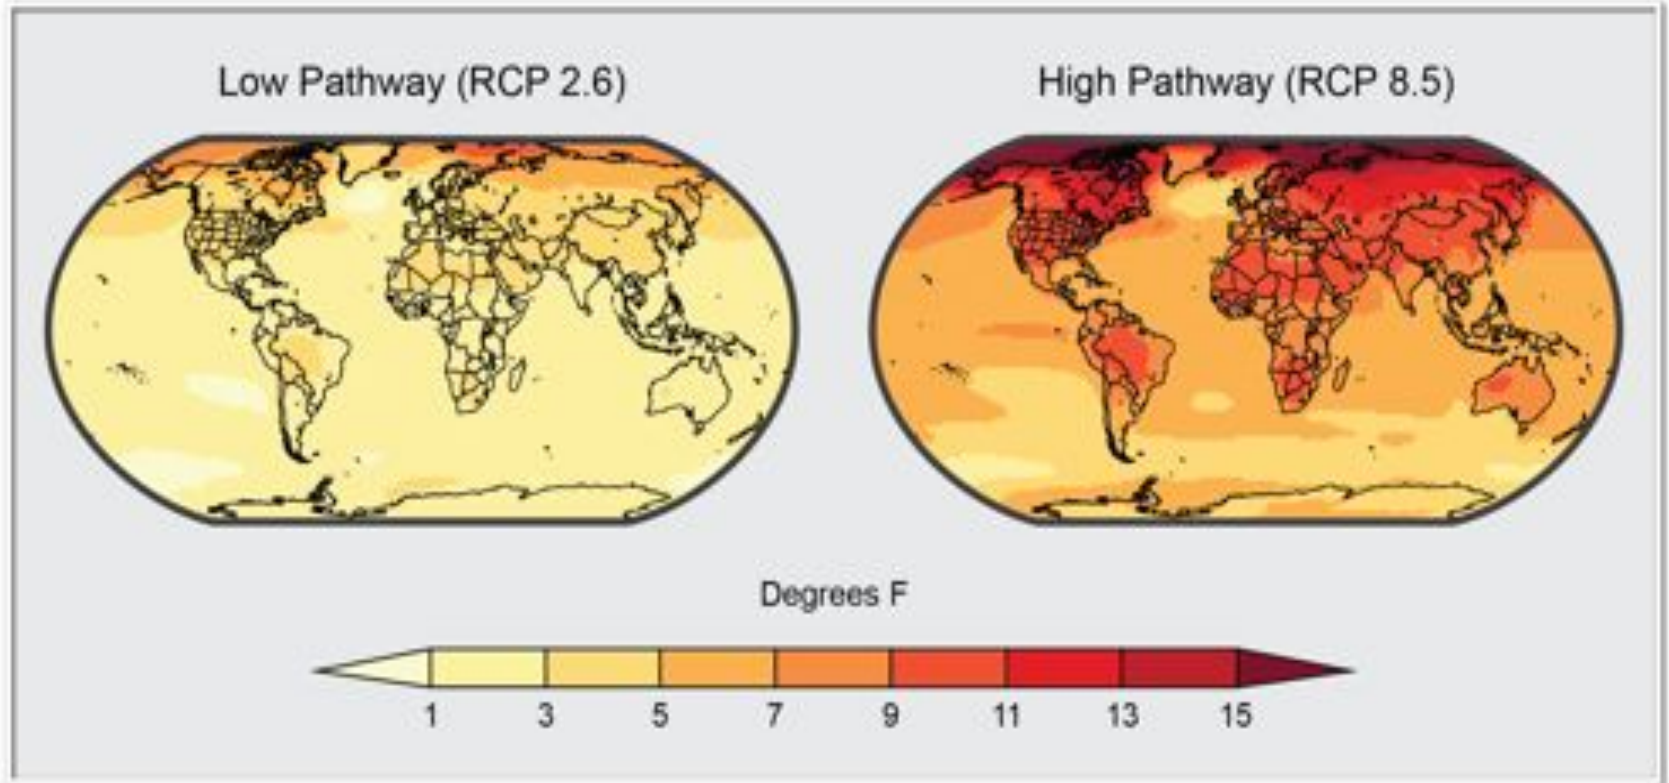 Low Pathway (RCP 2.6)
High Pathway (RCP 8.5)
Degrees F
1 3 5 7 9 11 13 15